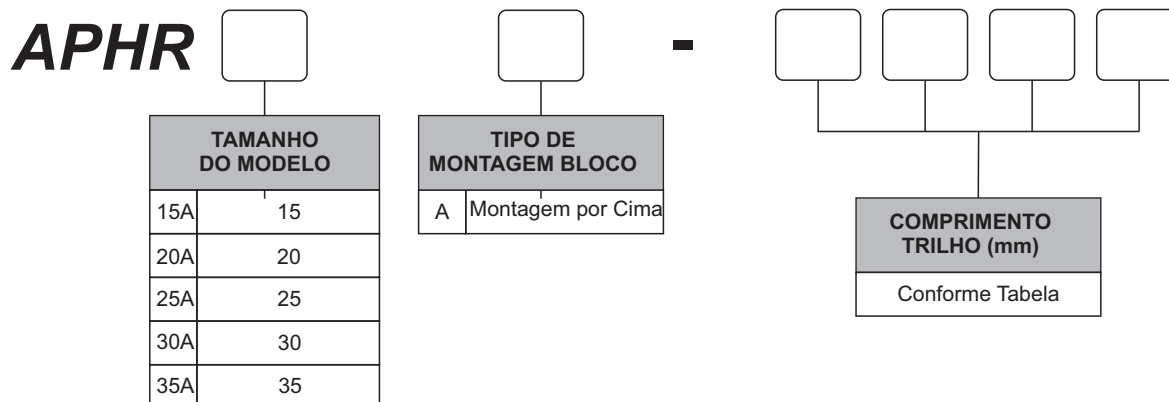 APHR -
TAMANHO
DO MODELO
15A 15
20A 20
25A 25
30A 30
35A 35
TIPO DE
MONTAGEM BLOCO
A Montagem por Cima
COMPRIMENTO
TRILHO (mm)
Conforme Tabela